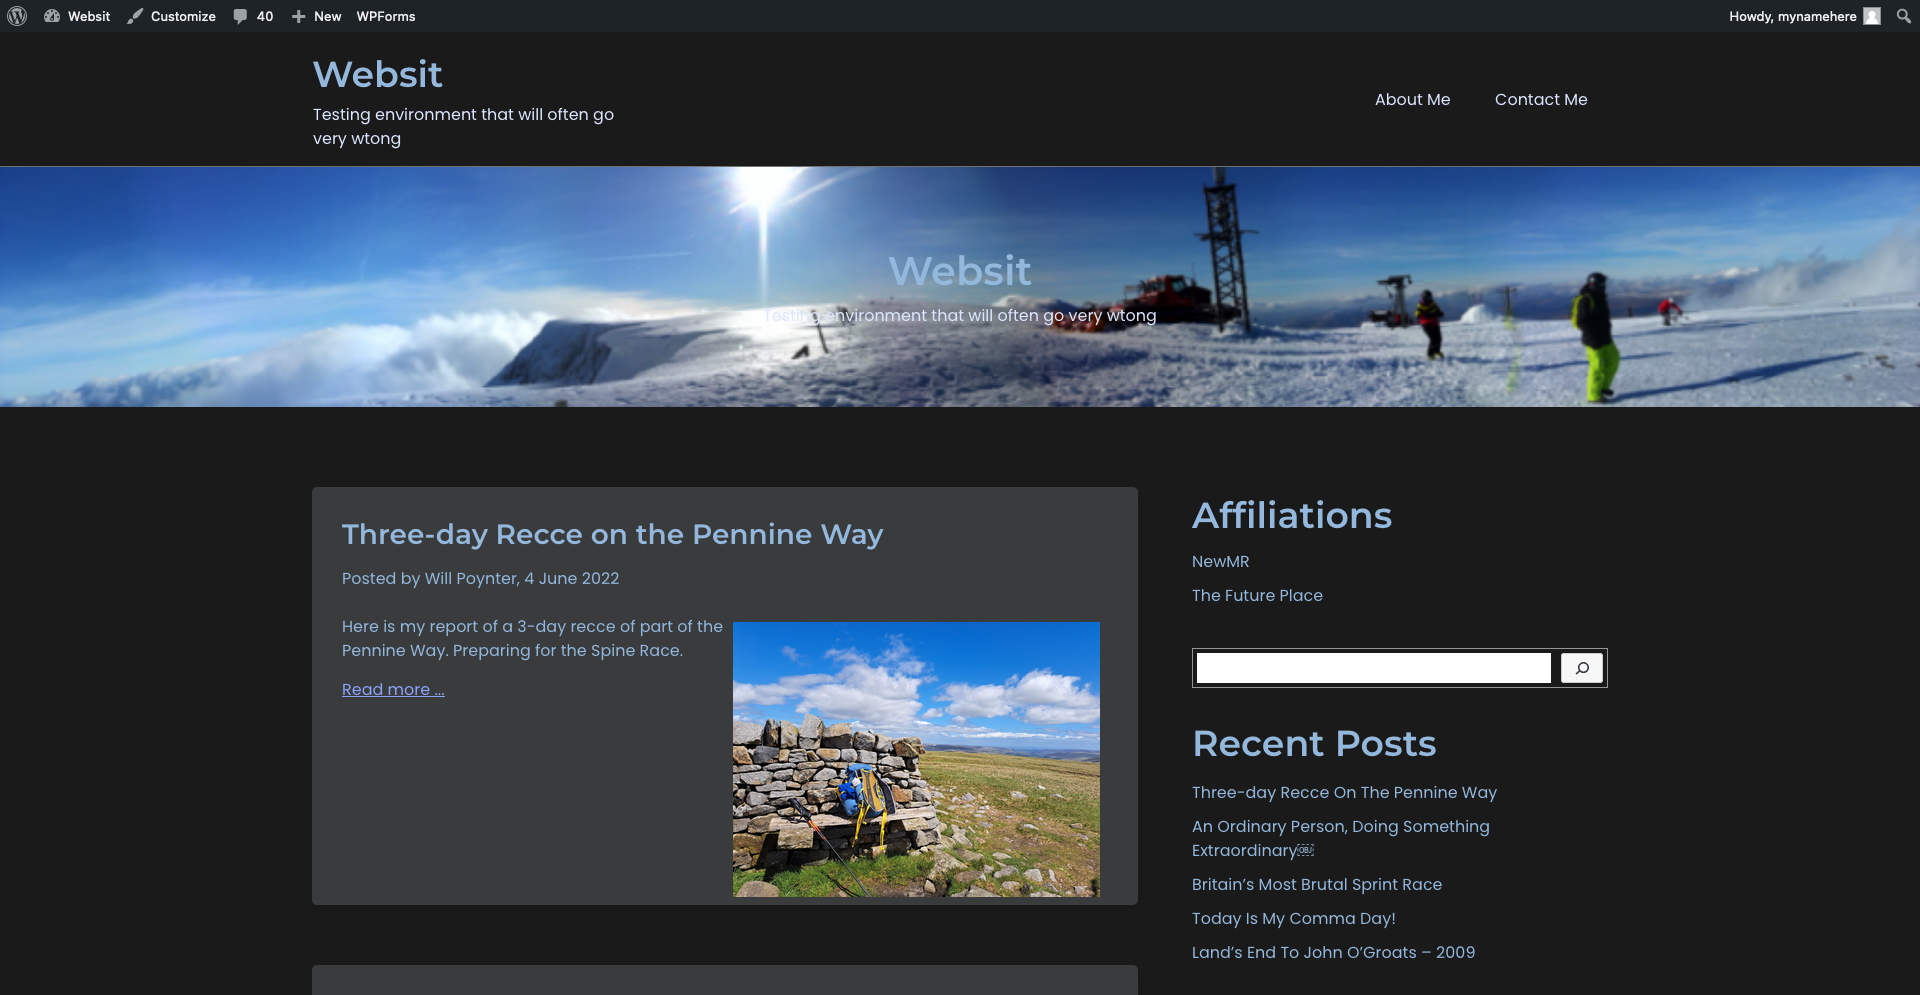 Websit
Customize
40
New
WPForms
Howdy, mynamehere
Websit
Testing environment that will often go
very wtong
About Me
Contact Me
Websit
Testing environment that will often go very wtong
Three-day Recce on the Pennine Way
Posted by Will Poynter, 4 June 2022
Here is my report of a 3-day recce of part of the
Pennine Way. Preparing for the Spine Race.
Read more ...
Affiliations
NewMR
The Future Place
Recent Posts
Three-day Recce On The Pennine Way
An Ordinary Person, Doing Something
Extraordinary￼
Britain’s Most Brutal Sprint Race
Today Is My Comma Day!
Land’s End To John O’Groats – 2009